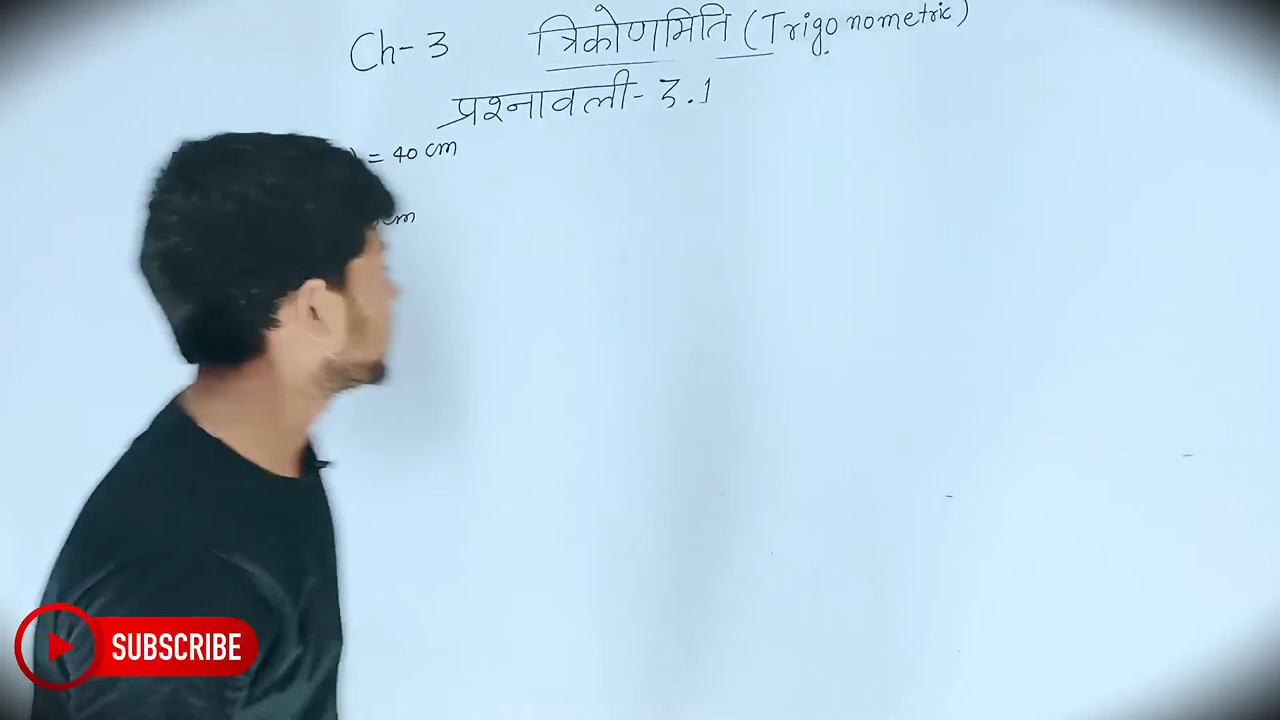 Ch- 3 त्रिकोणमिति (Trigonometric)
प्रश्नावली- 3.1
) = 40 cm
cm
SUBSCRIBE